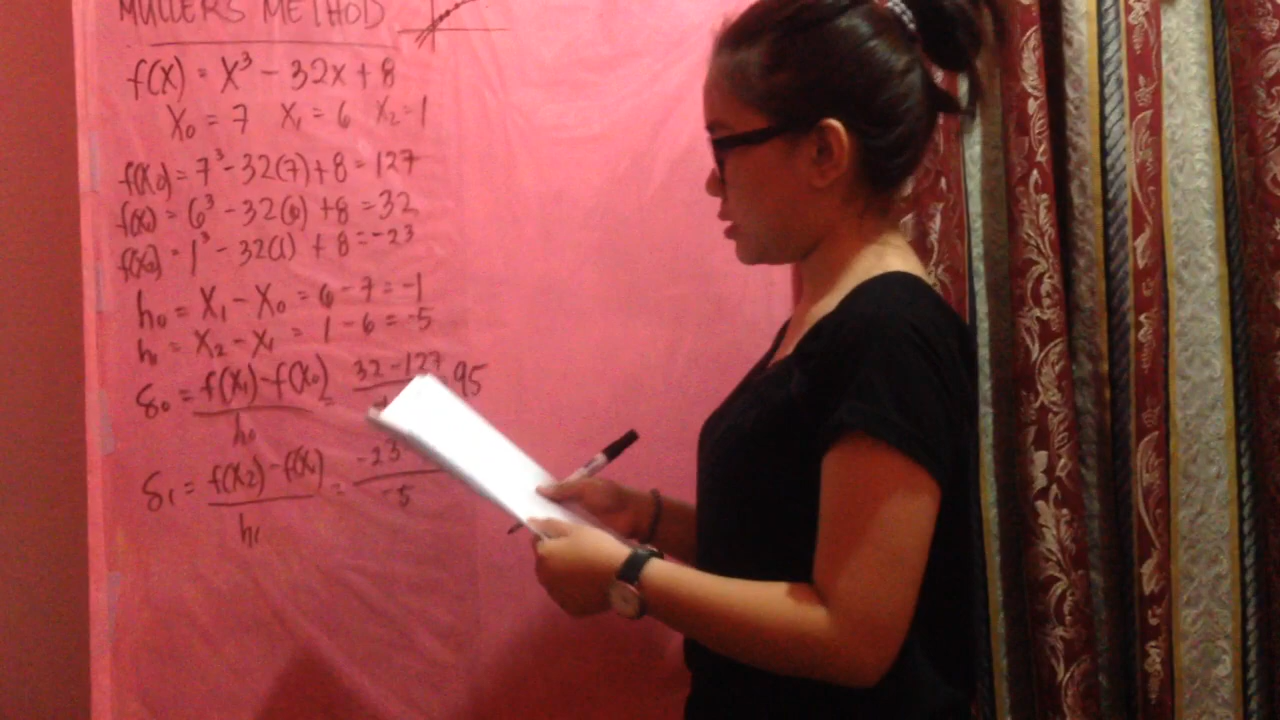 MULLER'S METHOD
f(x) = x³ - 32x + 8
x₀ = 7 x₁ = 6 x₂ = 1
f(x₀) = 7³ - 32(7) + 8 = 127
f(x₁) = 6³ - 32(6) + 8 = 32
f(x₂) = 1³ - 32(1) + 8 = -23
h₀ = x₁ - x₀ = 6 - 7 = -1
h₁ = x₂ - x₁ = 1 - 6 = -5
δ₀ = f(x₁) - f(x₀) = 32 - 127 95
h₀
δ₁ = f(x₂) - f(x₁) = -23
h₁ -5